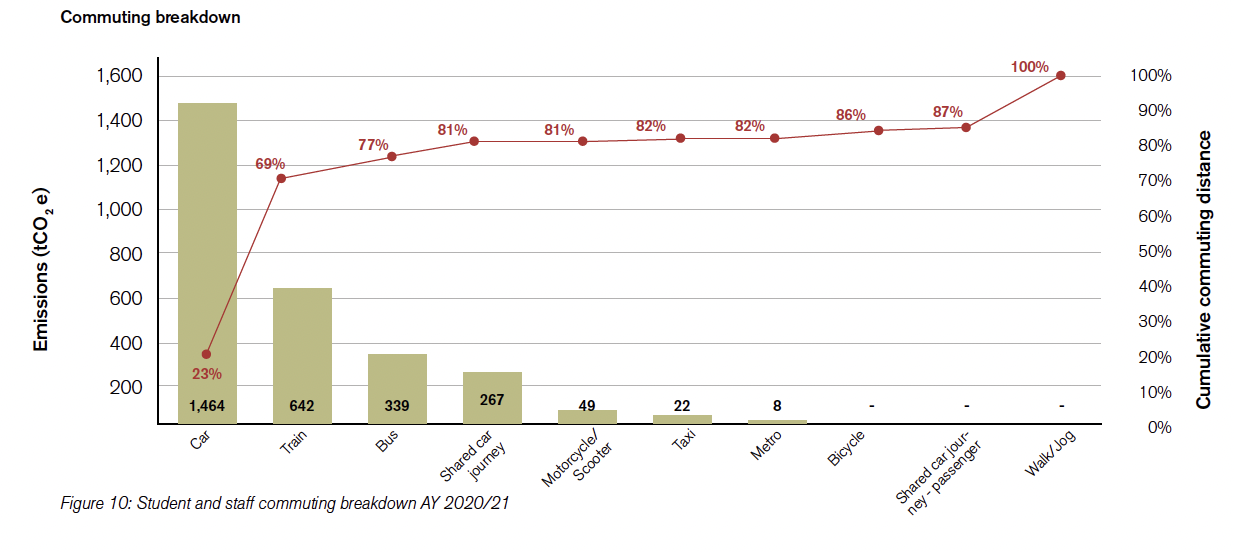 Commuting breakdown
Emissions (tCO2 e)
1,600
1,400
1,200
1,000
800
600
400
200
100%
90%
80%
70%
60%
50%
40%
30%
20%
10%
0%
Cumulative commuting distance
23%
69%
77%
81%
81%
82%
82%
86%
87%
100%
1,464
642
339
267
49
22
8
-
-
-
Car
Train
Bus
Shared car
journey
Motorcycle/
Scooter
Taxi
Metro
Bicycle
Shared car jour-
ney - passenger
Walk/Jog
Figure 10: Student and staff commuting breakdown AY 2020/21